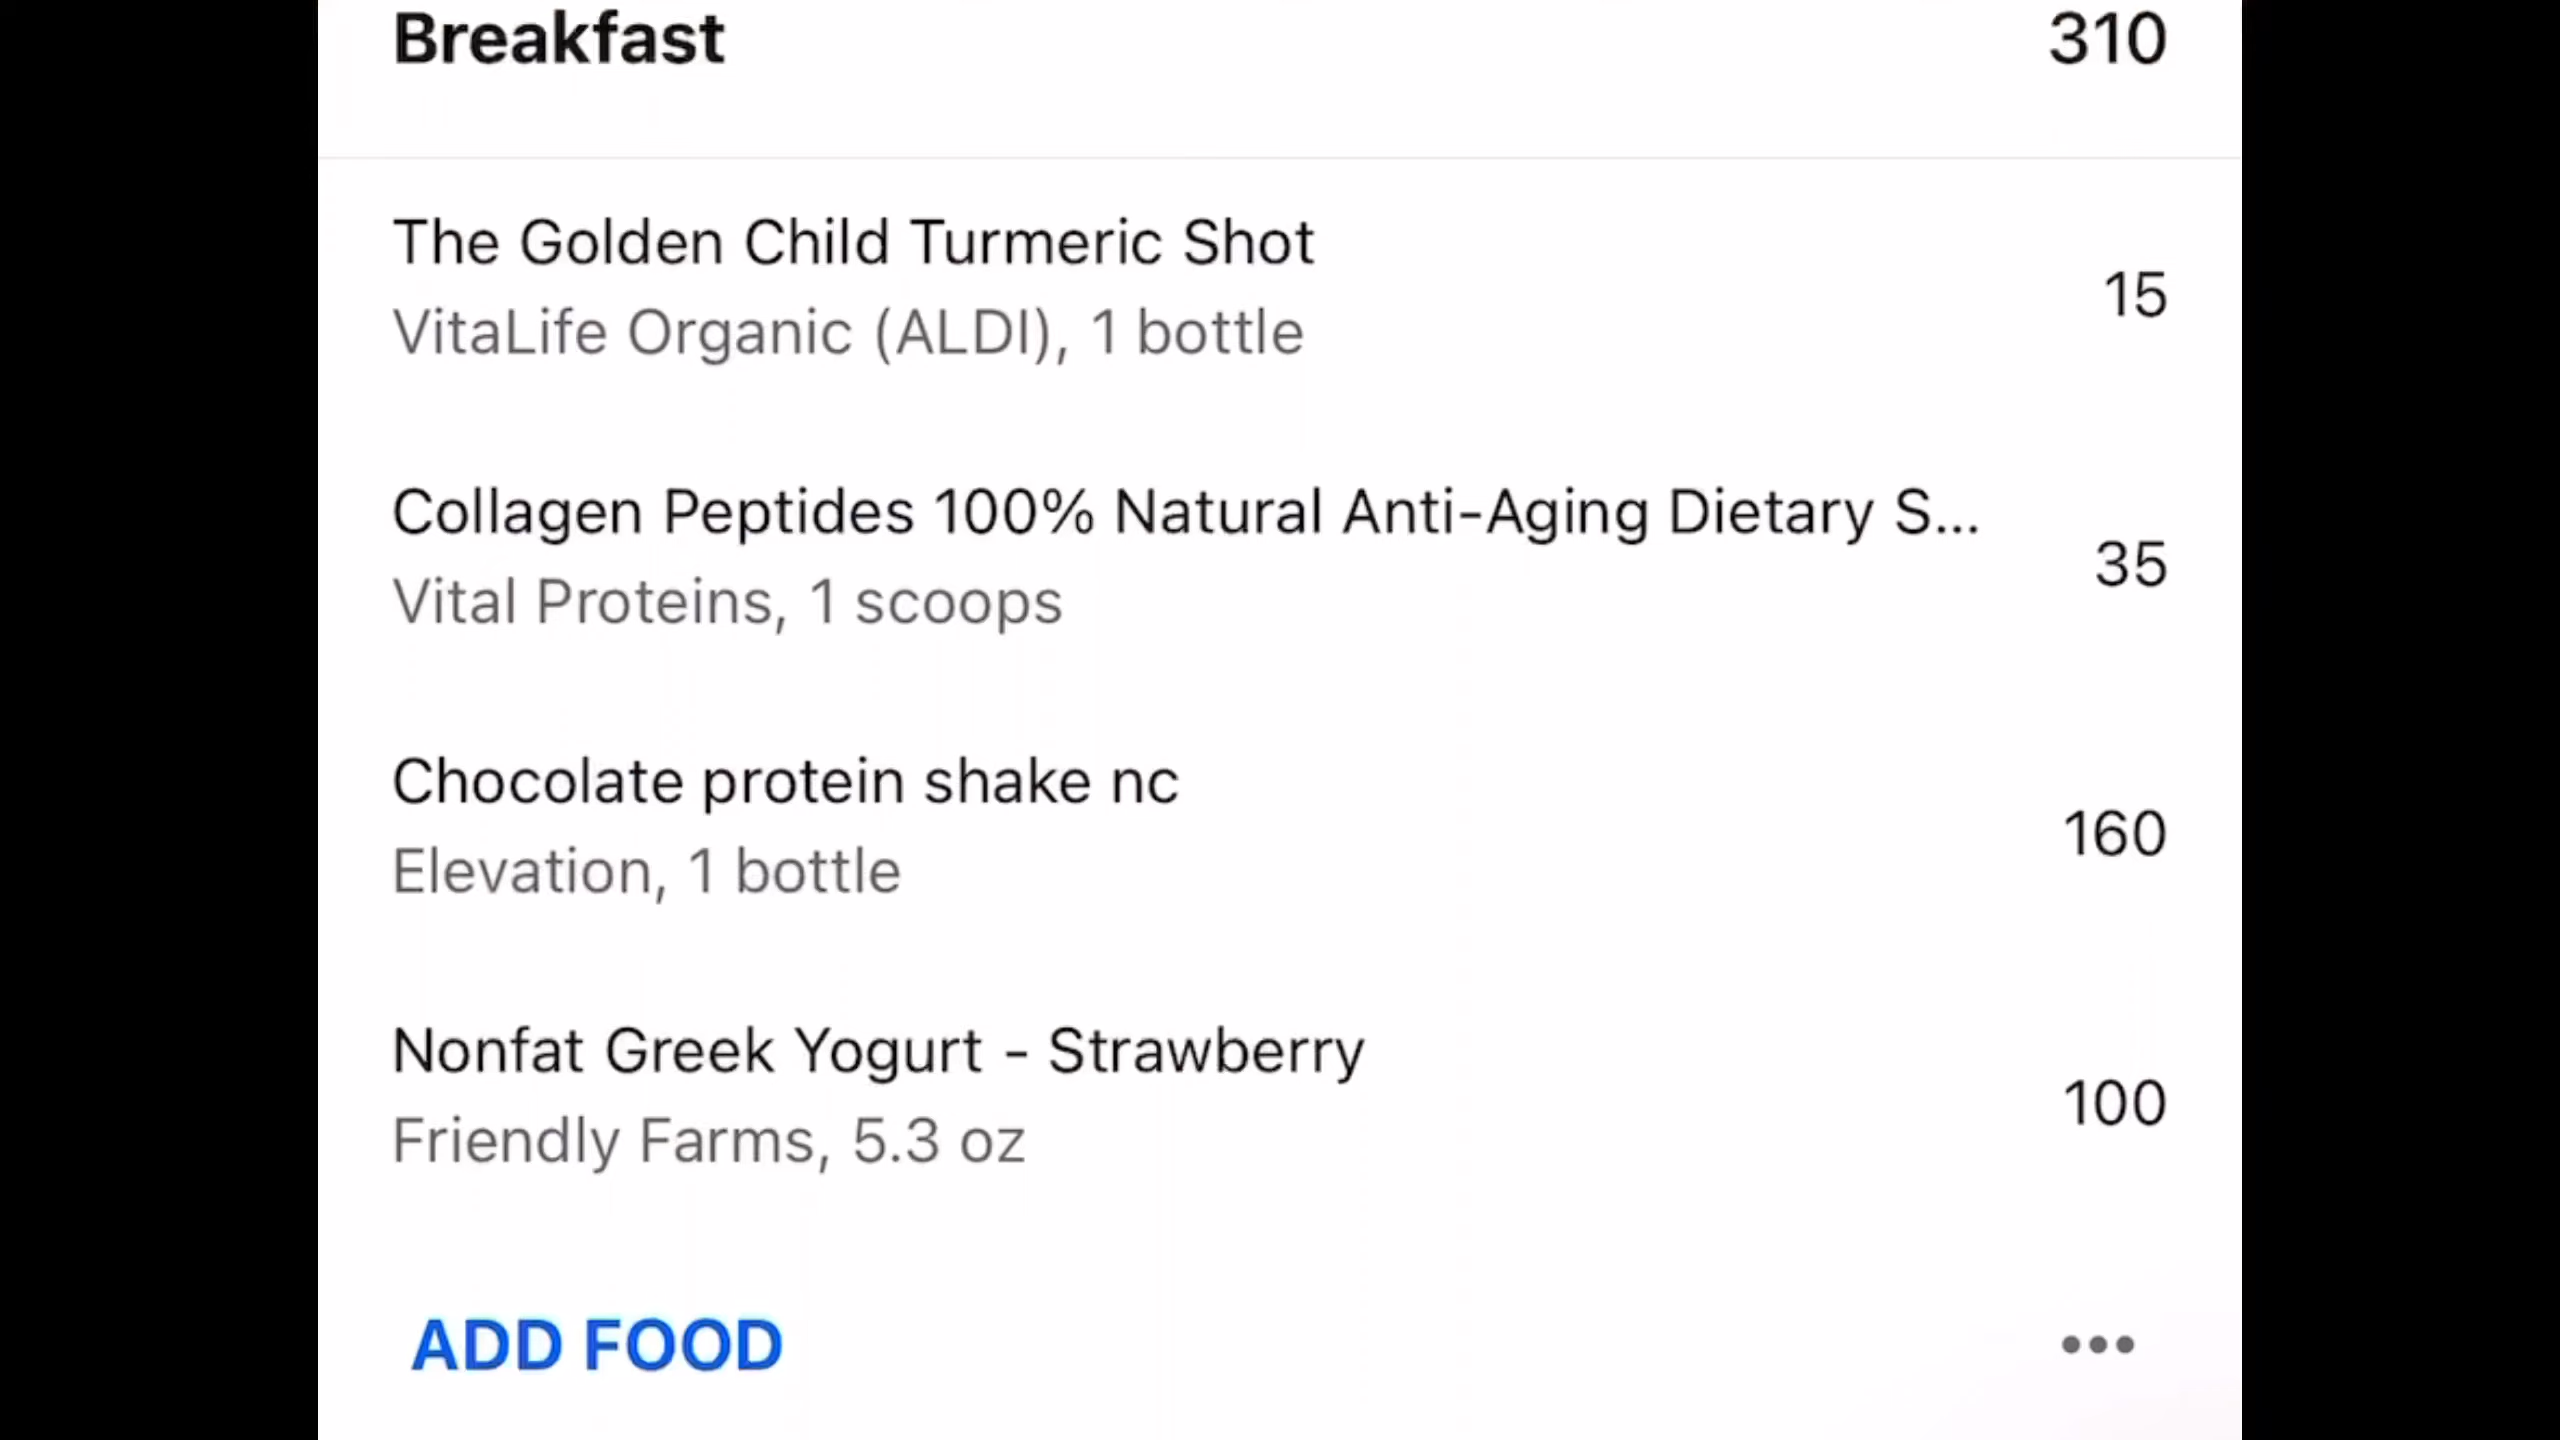 Breakfast 310
The Golden Child Turmeric Shot
VitaLife Organic (ALDI), 1 bottle
15
Collagen Peptides 100% Natural Anti-Aging Dietary S...
Vital Proteins, 1 scoops
35
Chocolate protein shake nc
Elevation, 1 bottle
160
Nonfat Greek Yogurt - Strawberry
Friendly Farms, 5.3 oz
100
ADD FOOD